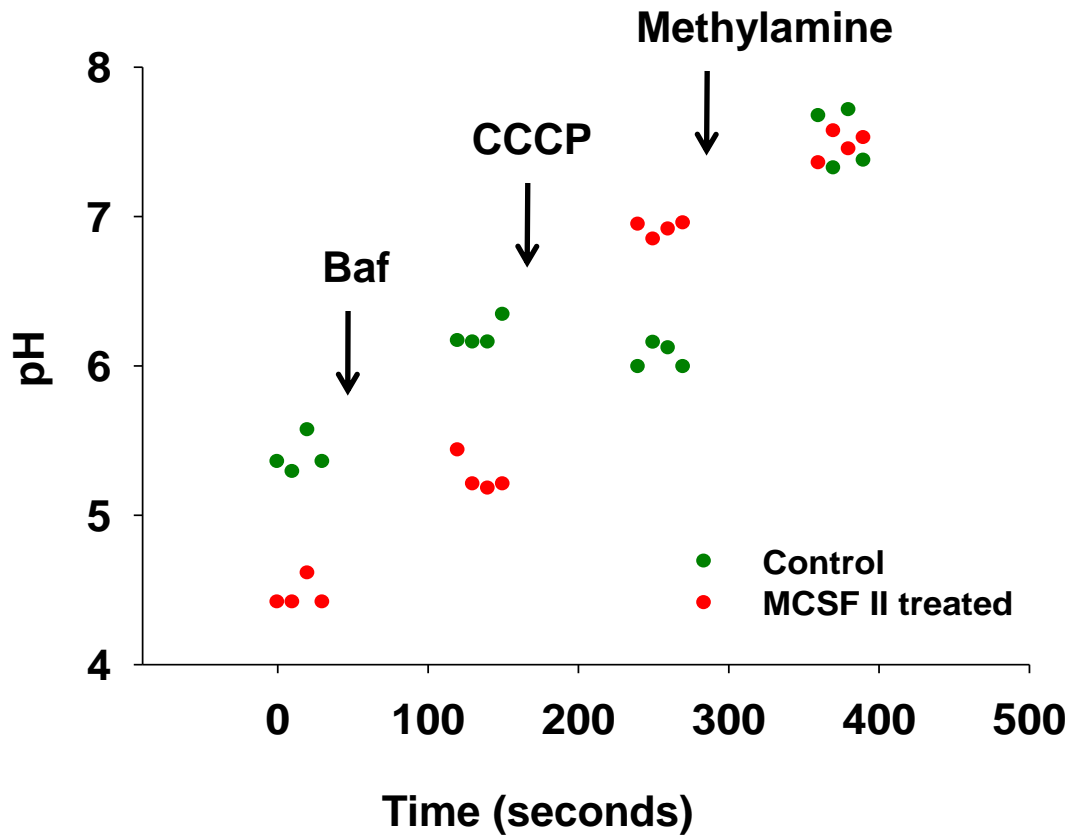 Methylamine
8
CCCP
7
Baf
pH
6
5
Control
MCSF II treated
4
0 100 200 300 400 500
Time (seconds)